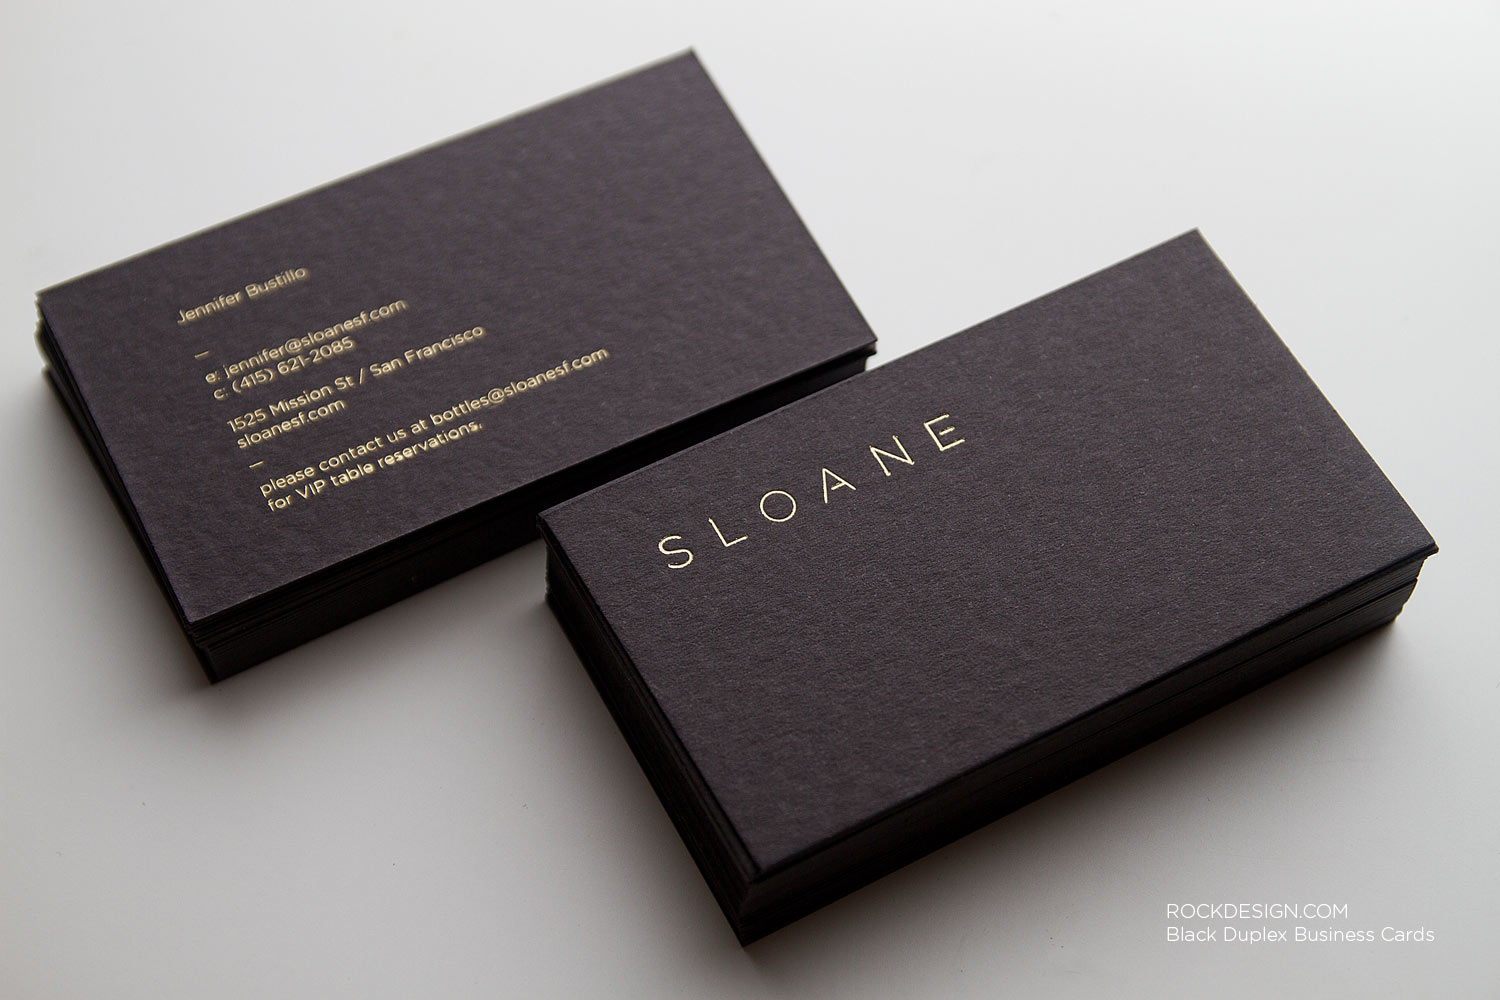 Jennifer Bustillo
—
e: jennifer@sloanesf.com
c: (415) 621-2085
1525 Mission St / San Francisco
sloanesf.com
—
please contact us at bottles@sloanesf.com
for VIP table reservations.
SLOANE
ROCKDESIGN.COM
Black Duplex Business Cards